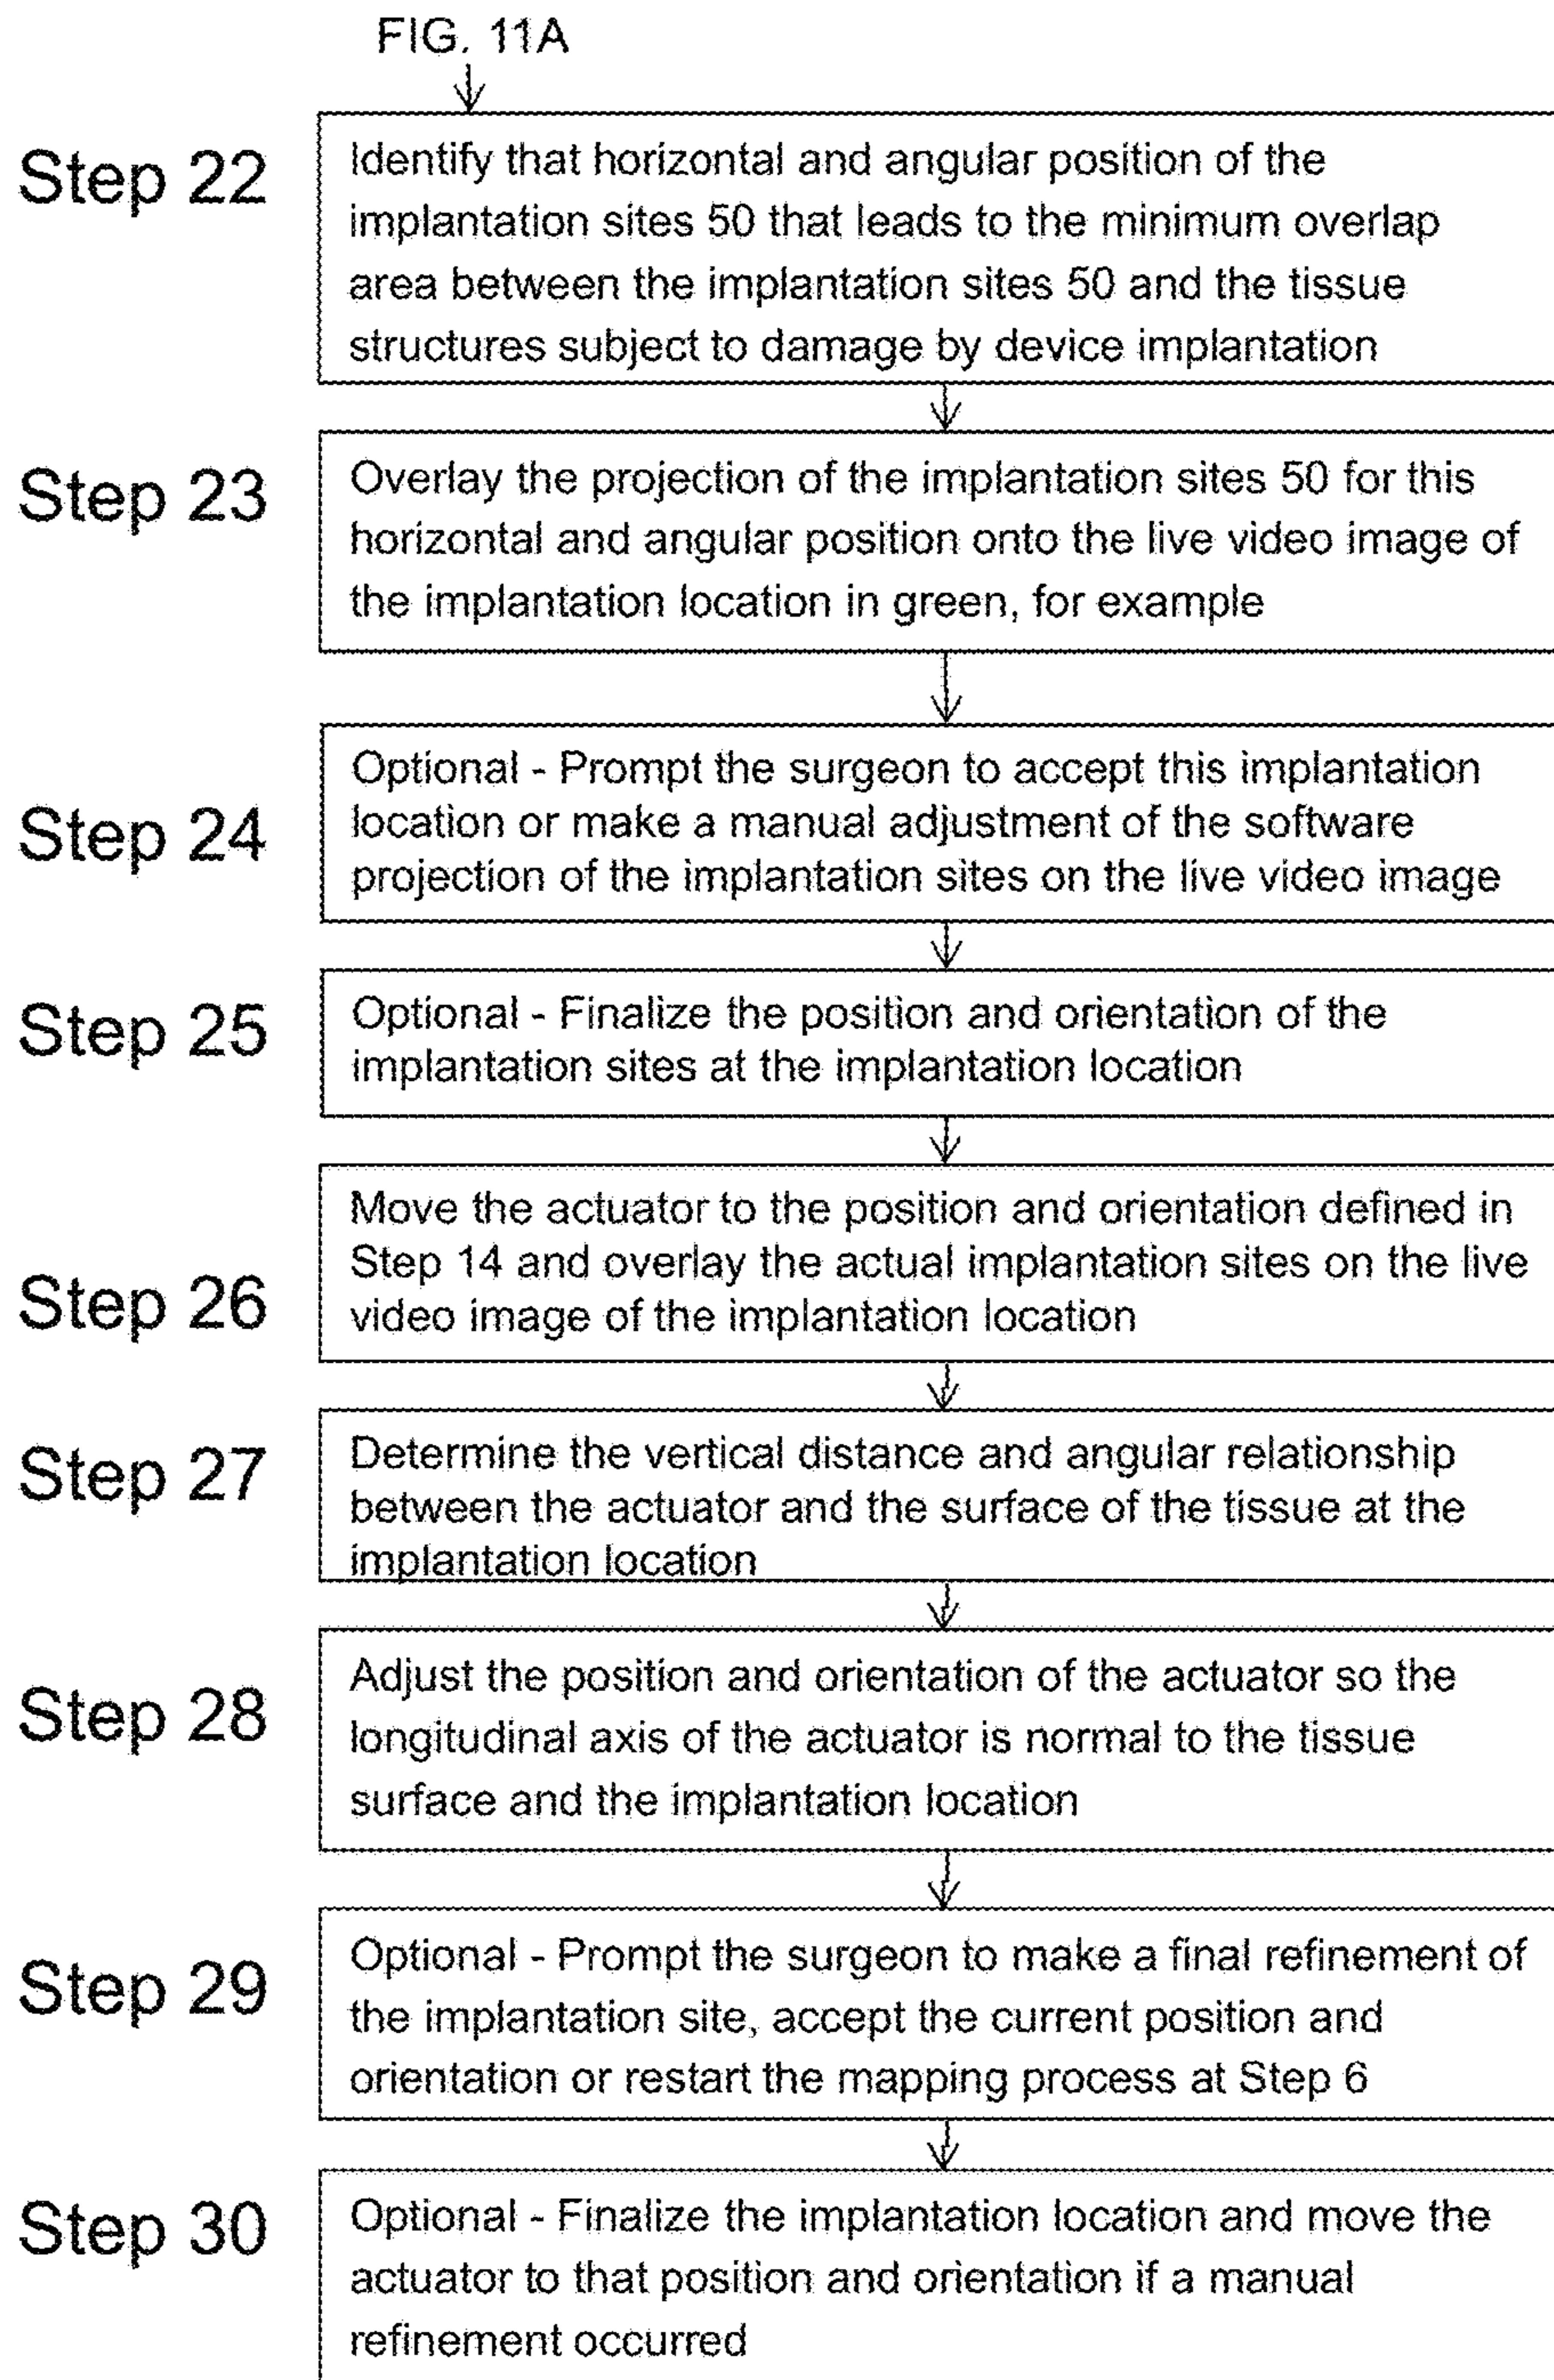 FIG. 11A
Step 22
Identify that horizontal and angular position of the
implantation sites 50 that leads to the minimum overlap
area between the implantation sites 50 and the tissue
structures subject to damage by device implantation
Step 23
Overlay the projection of the implantation sites 50 for this
horizontal and angular position onto the live video image of
the implantation location in green, for example
Step 24
Optional - Prompt the surgeon to accept this implantation
location or make a manual adjustment of the software
projection of the implantation sites on the live video image
Step 25
Optional - Finalize the position and orientation of the
implantation sites at the implantation location
Step 26
Move the actuator to the position and orientation defined in
Step 14 and overlay the actual implantation sites on the live
video image of the implantation location
Step 27
Determine the vertical distance and angular relationship
between the actuator and the surface of the tissue at the
implantation location
Step 28
Adjust the position and orientation of the actuator so the
longitudinal axis of the actuator is normal to the tissue
surface and the implantation location
Step 29
Optional - Prompt the surgeon to make a final refinement of
the implantation site, accept the current position and
orientation or restart the mapping process at Step 6
Step 30
Optional - Finalize the implantation location and move the
actuator to that position and orientation if a manual
refinement occurred